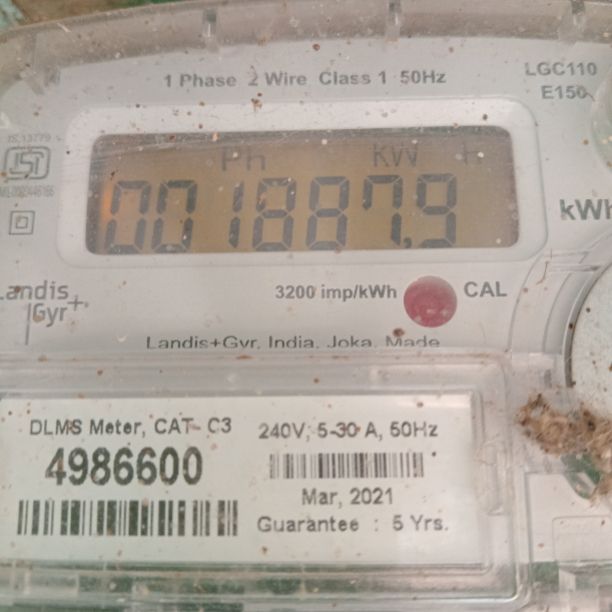 1 Phase 2 Wire Class 1 50Hz
LGC110
E150
IS.13779
Ph KW H
001887.9
kWh
Landis
Gyr+
3200 imp/kWh
CAL
Landis+Gyr, India, Joka, Made
DLMS Meter, CAT- C3
4986600
240V, 5-30 A, 50Hz
Mar, 2021
Guarantee : 5 Yrs.